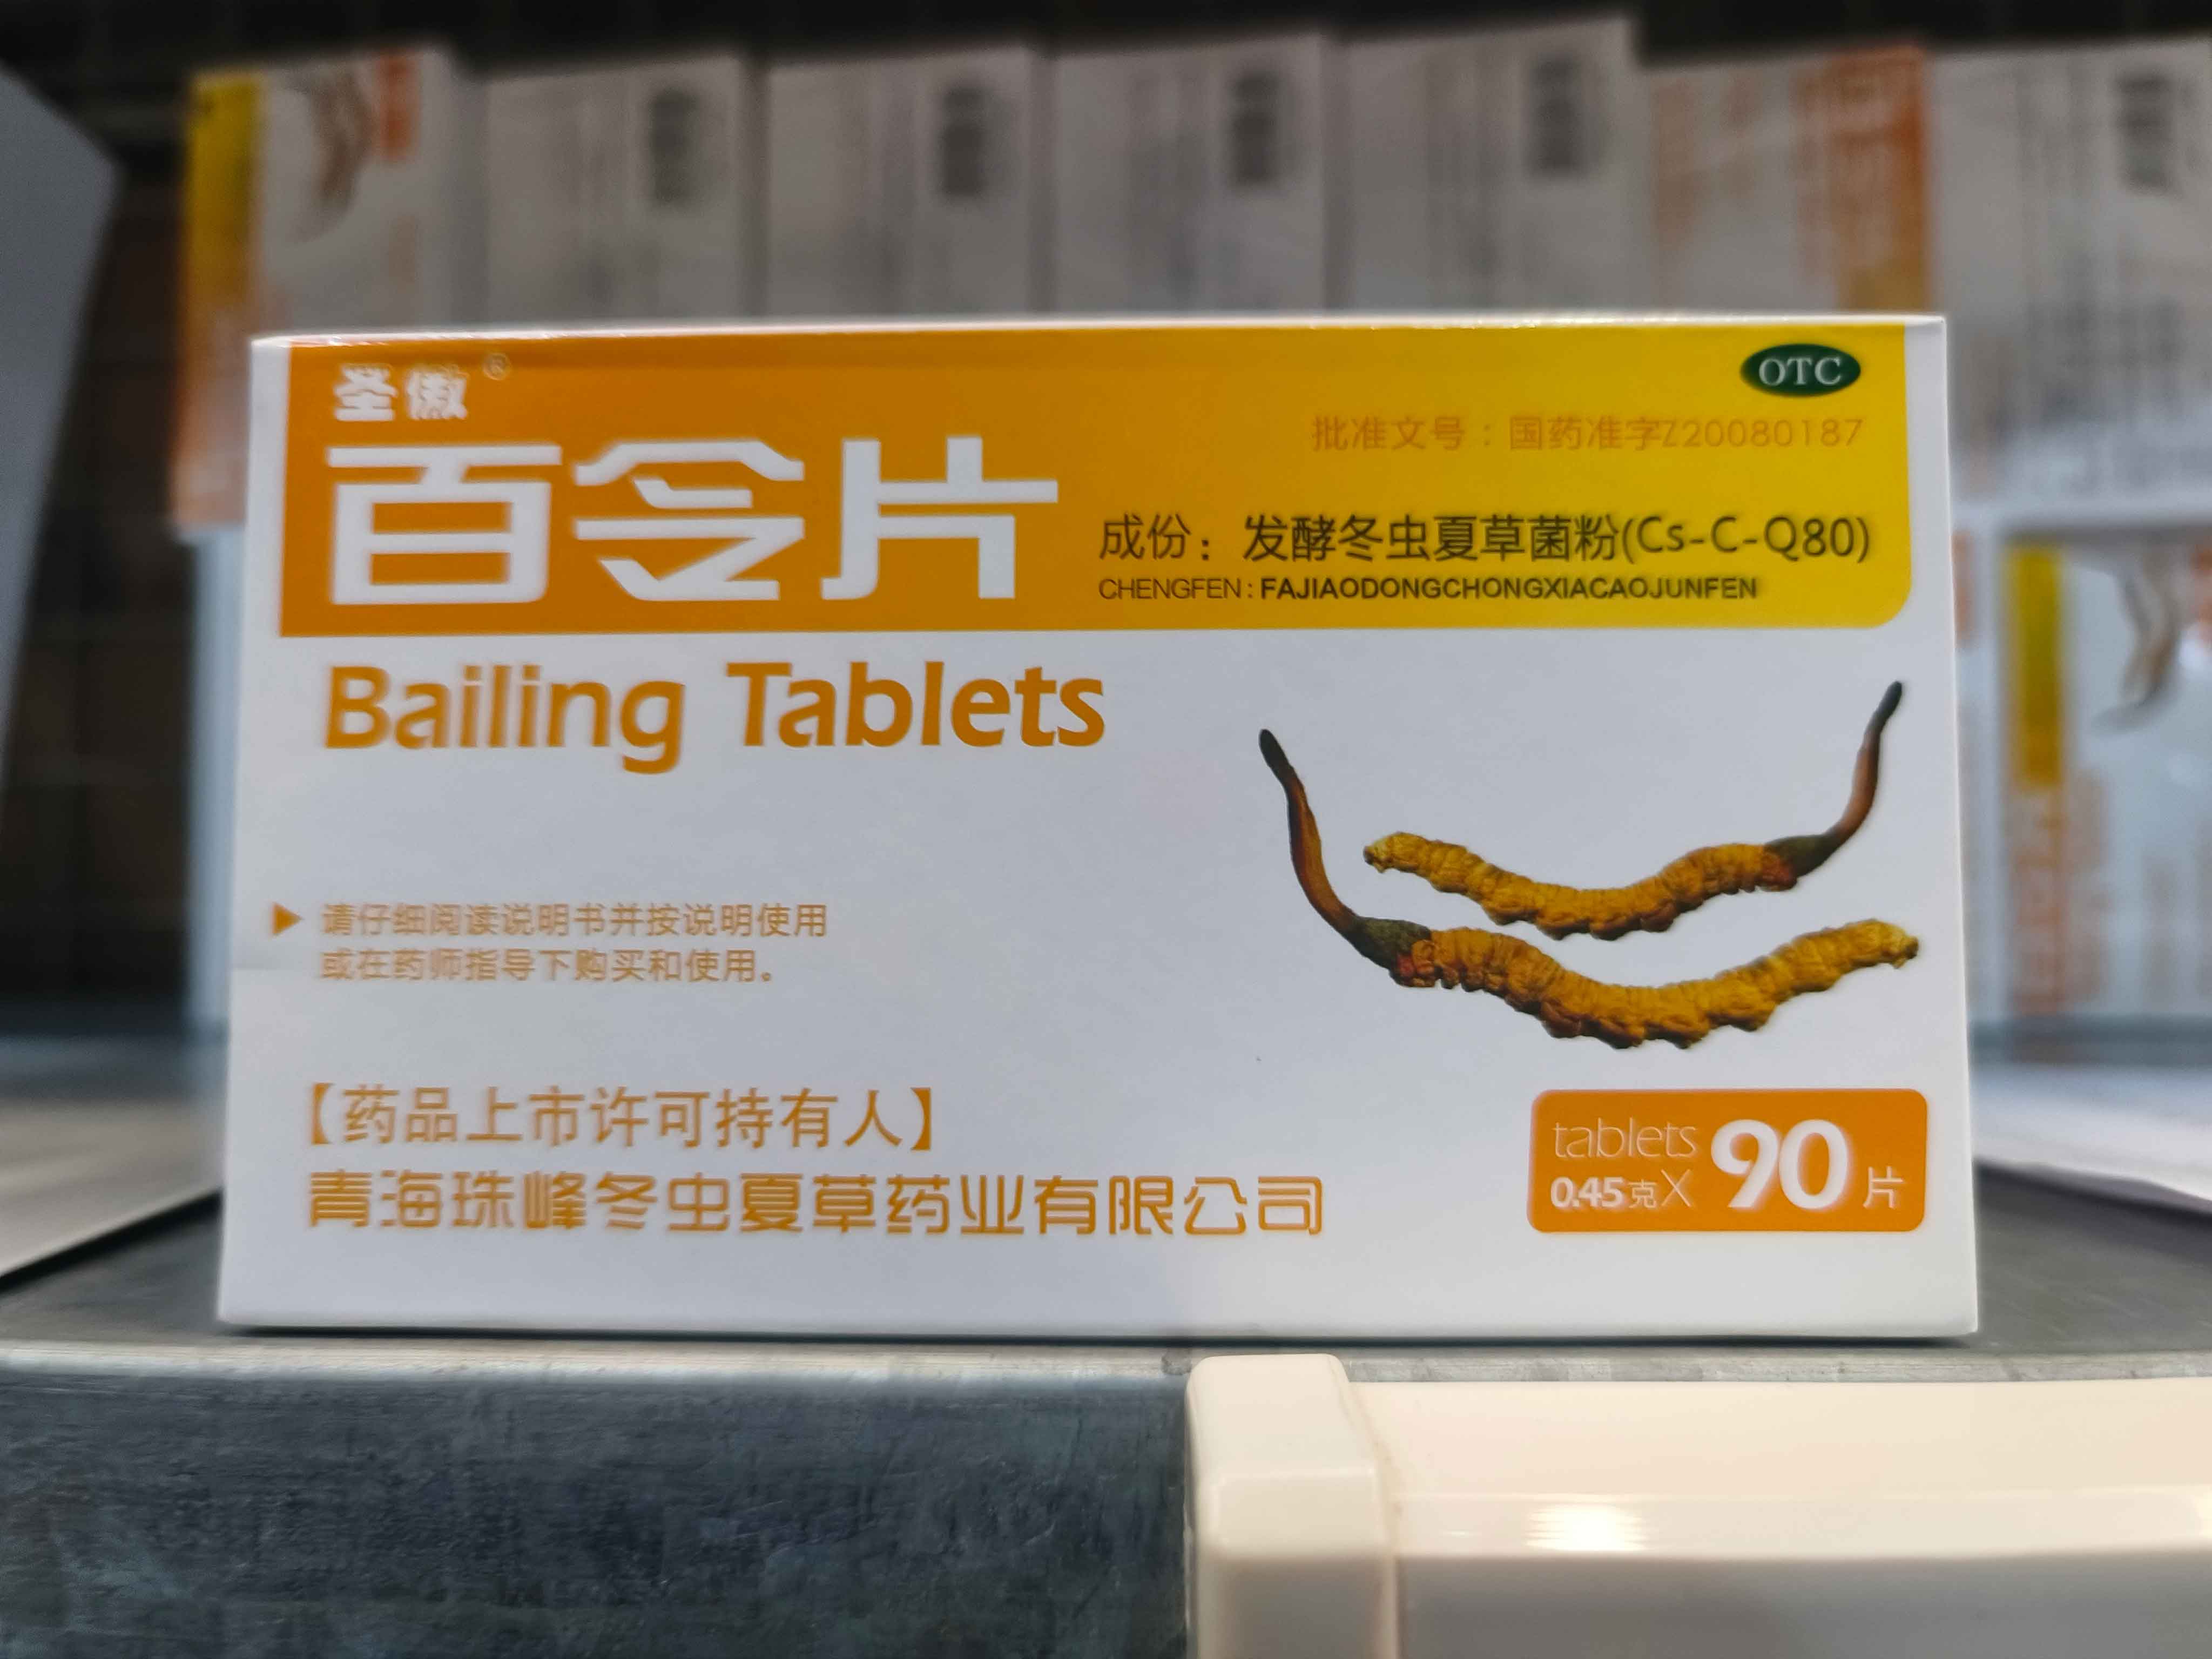 圣傲®
OTC
批准文号：国药准字Z20080187
百令片
成份：发酵冬虫夏草菌粉(Cs-C-Q80)
CHENGFEN: FAJIAODONGCHONGXIACAOJUNFEN
Bailing Tablets
请仔细阅读说明书并按说明使用
或在药师指导下购买和使用。
【药品上市许可持有人】
青海珠峰冬虫夏草药业有限公司
tablets
0.45克X 90片